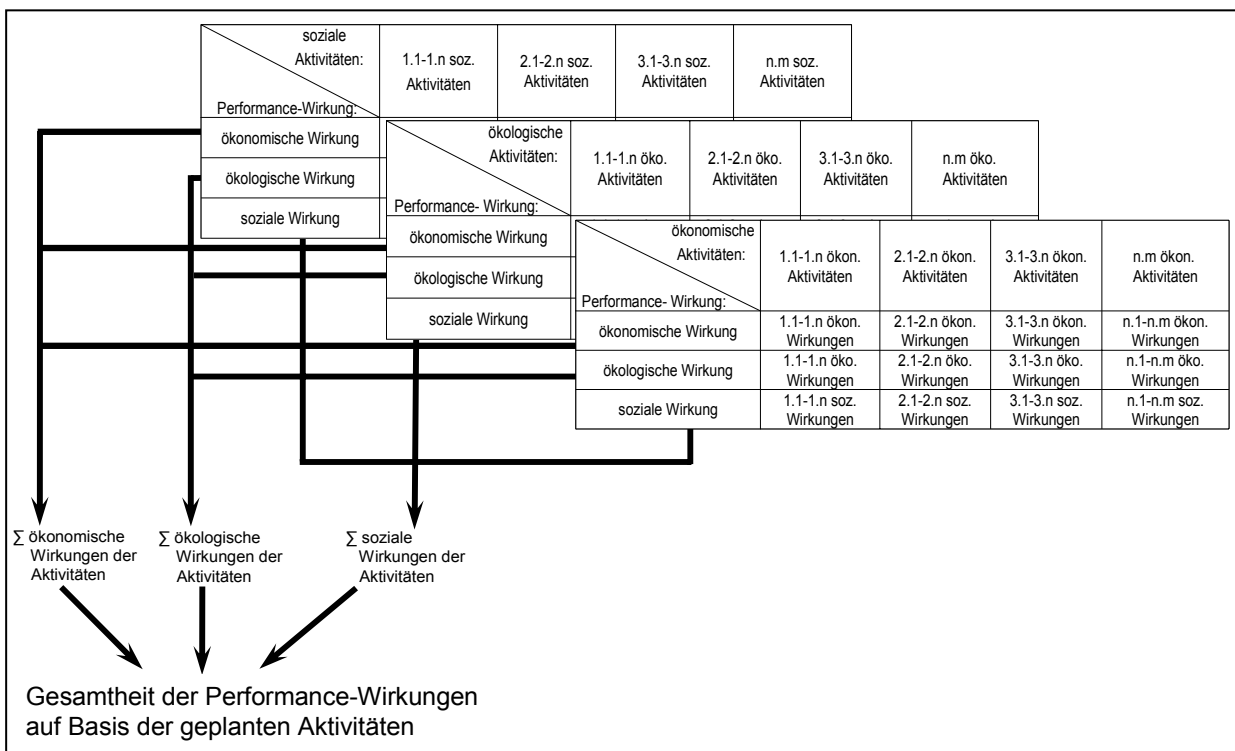 soziale
Aktivitäten:
1.1-1.n soz.
Aktivitäten
2.1-2.n soz.
Aktivitäten
3.1-3.n soz.
Aktivitäten
n.m soz.
Aktivitäten
Performance-Wirkung:
ökonomische Wirkung
ökologische Wirkung
soziale Wirkung
ökologische
Aktivitäten:
1.1-1.n öko.
Aktivitäten
2.1-2.n öko.
Aktivitäten
3.1-3.n öko.
Aktivitäten
n.m öko.
Aktivitäten
Performance- Wirkung:
ökonomische Wirkung
ökologische Wirkung
soziale Wirkung
ökonomische
Aktivitäten:
1.1-1.n ökon.
Aktivitäten
2.1-2.n ökon.
Aktivitäten
3.1-3.n ökon.
Aktivitäten
n.m ökon.
Aktivitäten
Performance- Wirkung:
ökonomische Wirkung
1.1-1.n ökon.
Wirkungen
2.1-2.n ökon.
Wirkungen
3.1-3.n ökon.
Wirkungen
n.1-n.m ökon.
Wirkungen
ökologische Wirkung
1.1-1.n öko.
Wirkungen
2.1-2.n öko.
Wirkungen
3.1-3.n öko.
Wirkungen
n.1-n.m öko.
Wirkungen
soziale Wirkung
1.1-1.n soz.
Wirkungen
2.1-2.n soz.
Wirkungen
3.1-3.n soz.
Wirkungen
n.1-n.m soz.
Wirkungen
∑ ökonomische
Wirkungen der
Aktivitäten
∑ ökologische
Wirkungen der
Aktivitäten
∑ soziale
Wirkungen der
Aktivitäten
Gesamtheit der Performance-Wirkungen
auf Basis der geplanten Aktivitäten